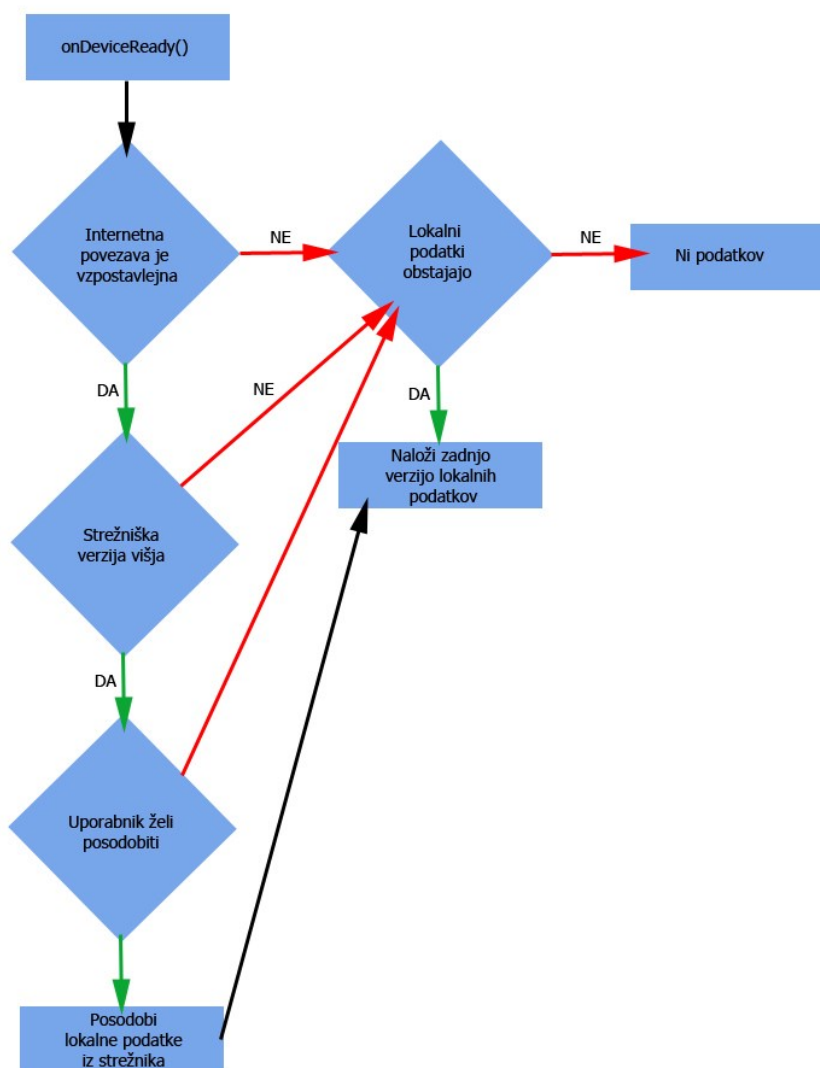 onDeviceReady()
Internetna
povezava je
vzpostavlejna
NE
Lokalni
podatki
obstajajo
NE
Ni podatkov
DA
NE
DA
Naloži zadnjo
verzijo lokalnih
podatkov
Strežniška
verzija višja
DA
Uporabnik želi
posodobiti
Posodobi
lokalne podatke
iz strežnika